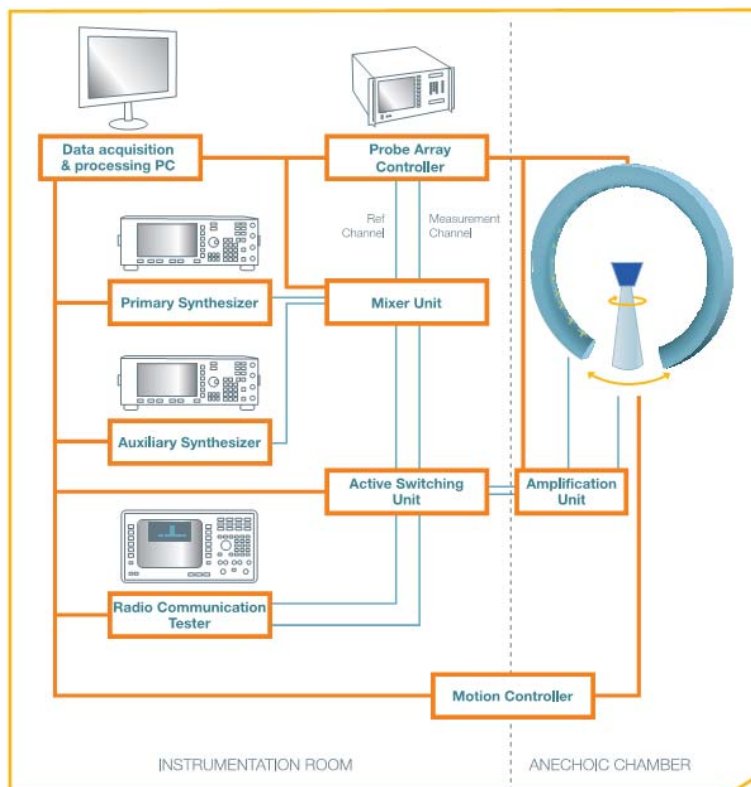 Data acquisition
& processing PC
Probe Array
Controller
Ref
Channel
Measurement
Channel
Primary Synthesizer
Mixer Unit
Auxiliary Synthesizer
Active Switching
Unit
Amplification
Unit
Radio Communication
Tester
Motion Controller
INSTRUMENTATION ROOM
ANECHOIC CHAMBER